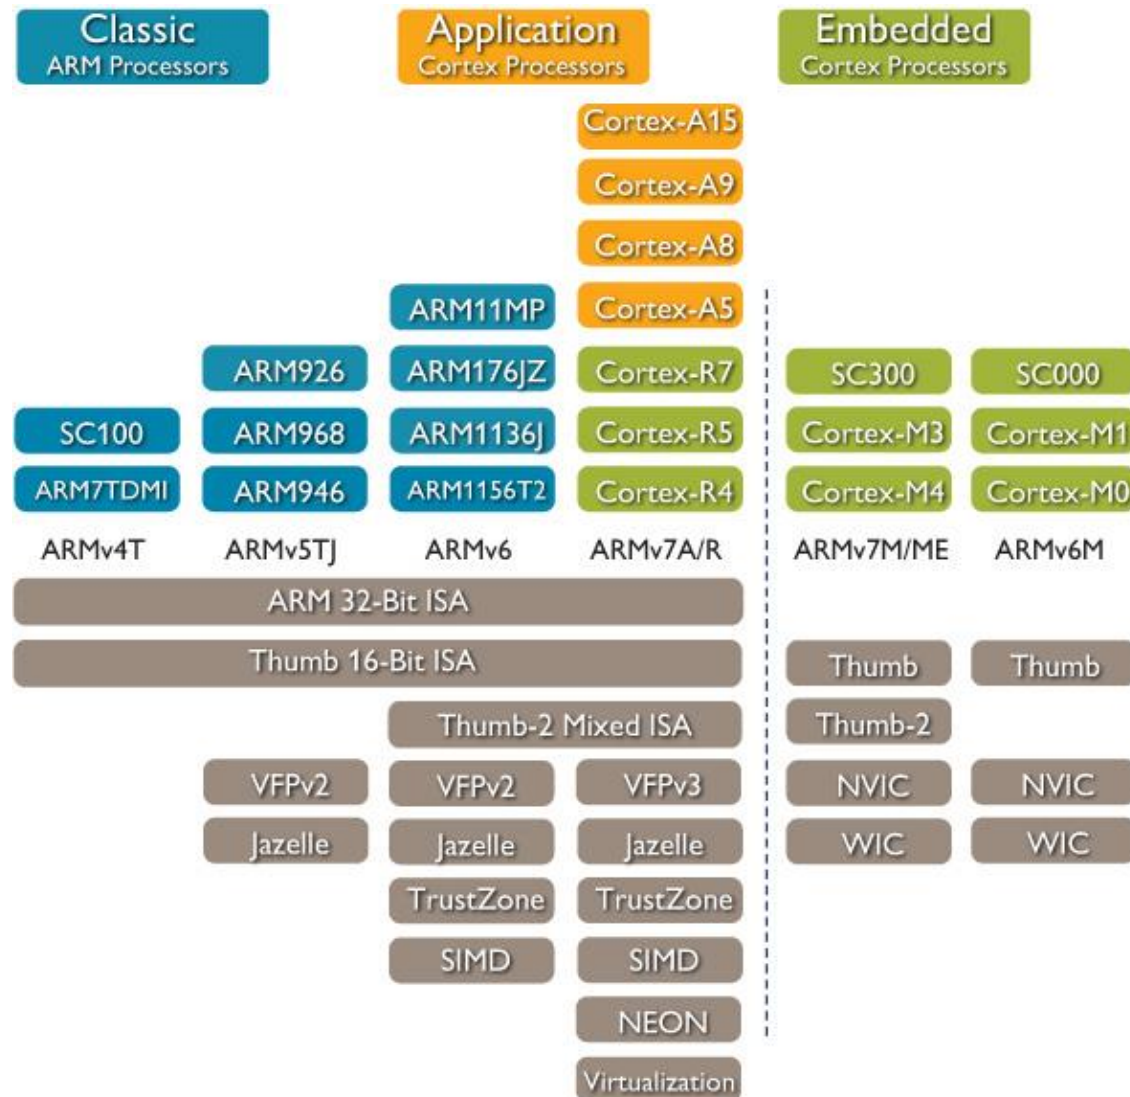 Classic
ARM Processors
Application
Cortex Processors
Embedded
Cortex Processors
Cortex-A15
Cortex-A9
Cortex-A8
ARM11MP
Cortex-A5
ARM926
ARM176JZ
Cortex-R7
SC300
SC000
SC100
ARM968
ARM1136J
Cortex-R5
Cortex-M3
Cortex-M1
ARM7TDMI
ARM946
ARM1156T2
Cortex-R4
Cortex-M4
Cortex-M0
ARMv4T
ARMv5TJ
ARMv6
ARMv7A/R
ARMv7M/ME
ARMv6M
ARM 32-Bit ISA
Thumb 16-Bit ISA
Thumb
Thumb
Thumb-2 Mixed ISA
Thumb-2
VFPv2
VFPv2
VFPv3
NVIC
NVIC
Jazelle
Jazelle
Jazelle
WIC
WIC
TrustZone
TrustZone
SIMD
SIMD
NEON
Virtualization